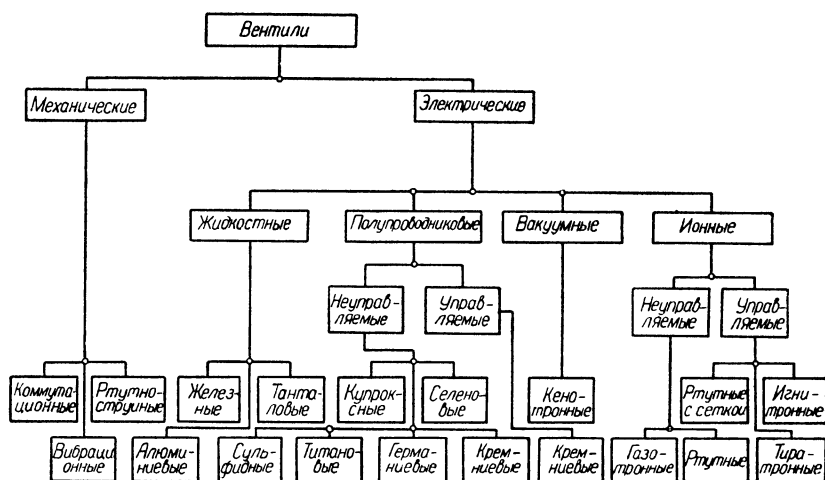 Вентили
Механические
Электрические
Жидкостные
Полупроводниковые
Вакуумные
Ионные
Неуправ-
ляемые
Управ-
ляемые
Неуправ-
ляемые
Управ-
ляемые
Коммута-
ционные
Ртутно-
струйные
Желез-
ные
Танта-
ловые
Купрок-
сные
Селено-
вые
Кено-
тронные
Ртутные
с сеткой
Игни-
тронные
Вибраци-
онные
Алюми-
ниевые
Суль-
фидные
Титано-
вые
Герма-
ниевые
Крем-
ниевые
Крем-
ниевые
Газо-
тронные
Ртутные
Тира-
тронные